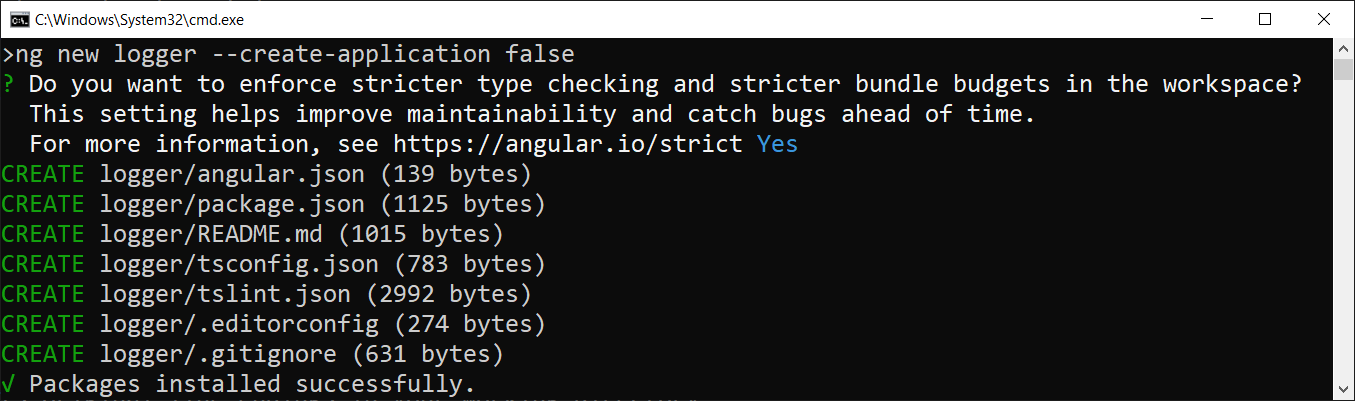 C:\Windows\System32\cmd.exe
>ng new logger --create-application false
? Do you want to enforce stricter type checking and stricter bundle budgets in the workspace?
This setting helps improve maintainability and catch bugs ahead of time.
For more information, see https://angular.io/strict Yes
CREATE logger/angular.json (139 bytes)
CREATE logger/package.json (1125 bytes)
CREATE logger/README.md (1015 bytes)
CREATE logger/tsconfig.json (783 bytes)
CREATE logger/tslint.json (2992 bytes)
CREATE logger/.editorconfig (274 bytes)
CREATE logger/.gitignore (631 bytes)
√ Packages installed successfully.